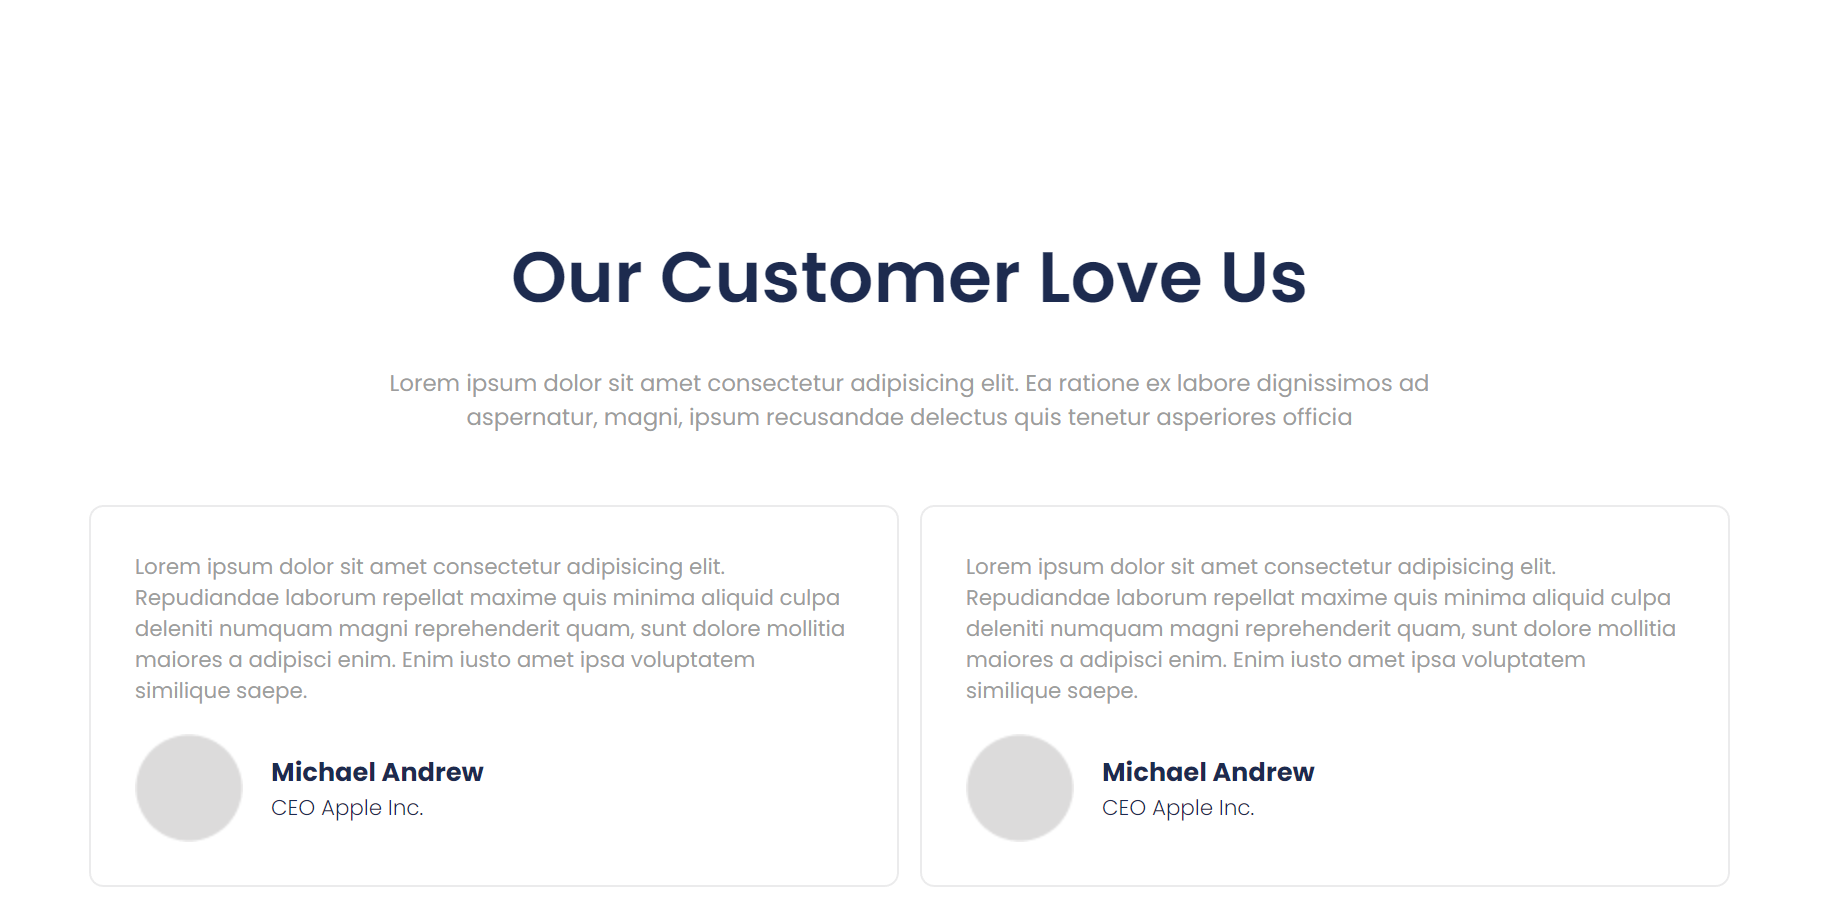 Our Customer Love Us
Lorem ipsum dolor sit amet consectetur adipisicing elit. Ea ratione ex labore dignissimos ad
aspernatur, magni, ipsum recusandae delectus quis tenetur asperiores officia
Lorem ipsum dolor sit amet consectetur adipisicing elit.
Repudiandae laborum repellat maxime quis minima aliquid culpa
deleniti numquam magni reprehenderit quam, sunt dolore mollitia
maiores a adipisci enim. Enim iusto amet ipsa voluptatem
similique saepe.
Michael Andrew
CEO Apple Inc.
Lorem ipsum dolor sit amet consectetur adipisicing elit.
Repudiandae laborum repellat maxime quis minima aliquid culpa
deleniti numquam magni reprehenderit quam, sunt dolore mollitia
maiores a adipisci enim. Enim iusto amet ipsa voluptatem
similique saepe.
Michael Andrew
CEO Apple Inc.